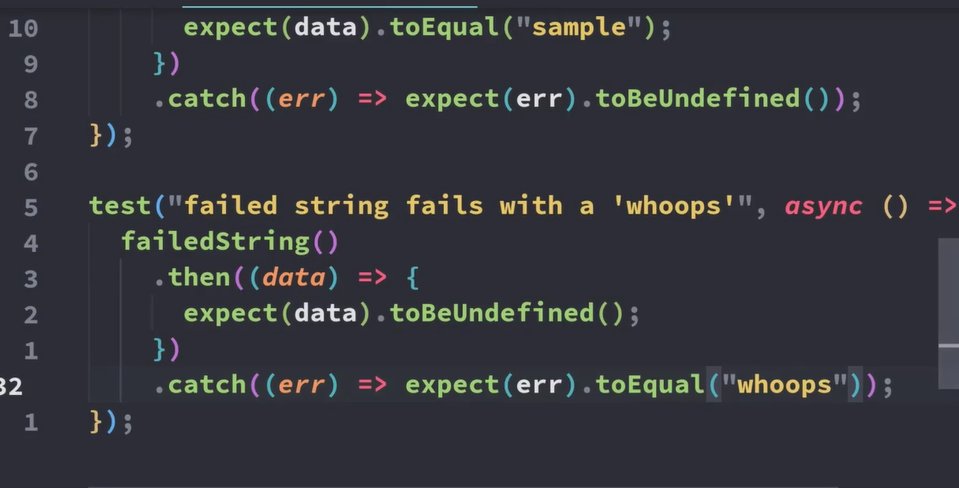 10 expect(data).toEqual("sample");
9 })
8 .catch((err) => expect(err).toBeUndefined());
7 });
6
5 test("failed string fails with a 'whoops'", async () =>
4 failedString()
3 .then((data) => {
2 expect(data).toBeUndefined();
1 })
32 .catch((err) => expect(err).toEqual("whoops"));
1 });